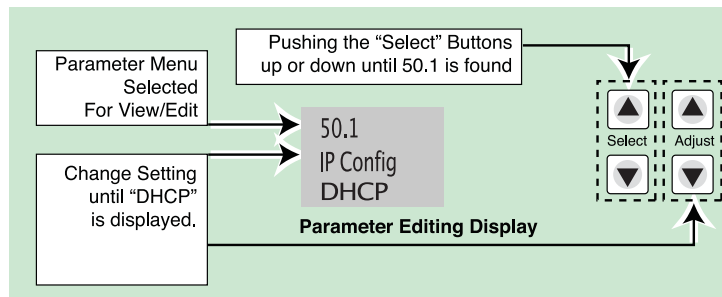 Pushing the “Select” Buttons
up or down until 50.1 is found
Parameter Menu
Selected
For View/Edit
50.1
IP Config
DHCP
Select
Adjust
Change Setting
until “DHCP”
is displayed.
Parameter Editing Display